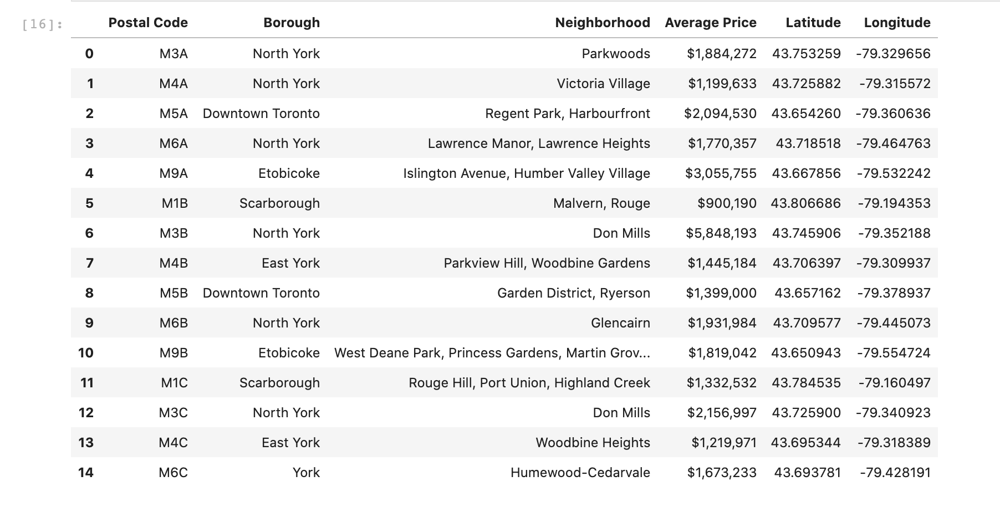 [16]: Postal Code Borough Neighborhood Average Price Latitude Longitude
0 M3A North York Parkwoods $1,884,272 43.753259 -79.329656
1 M4A North York Victoria Village $1,199,633 43.725882 -79.315572
2 M5A Downtown Toronto Regent Park, Harbourfront $2,094,530 43.654260 -79.360636
3 M6A North York Lawrence Manor, Lawrence Heights $1,770,357 43.718518 -79.464763
4 M9A Etobicoke Islington Avenue, Humber Valley Village $3,055,755 43.667856 -79.532242
5 M1B Scarborough Malvern, Rouge $900,190 43.806686 -79.194353
6 M3B North York Don Mills $5,848,193 43.745906 -79.352188
7 M4B East York Parkview Hill, Woodbine Gardens $1,445,184 43.706397 -79.309937
8 M5B Downtown Toronto Garden District, Ryerson $1,399,000 43.657162 -79.378937
9 M6B North York Glencairn $1,931,984 43.709577 -79.445073
10 M9B Etobicoke West Deane Park, Princess Gardens, Martin Grov... $1,819,042 43.650943 -79.554724
11 M1C Scarborough Rouge Hill, Port Union, Highland Creek $1,332,532 43.784535 -79.160497
12 M3C North York Don Mills $2,156,997 43.725900 -79.340923
13 M4C East York Woodbine Heights $1,219,971 43.695344 -79.318389
14 M6C York Humewood-Cedarvale $1,673,233 43.693781 -79.428191